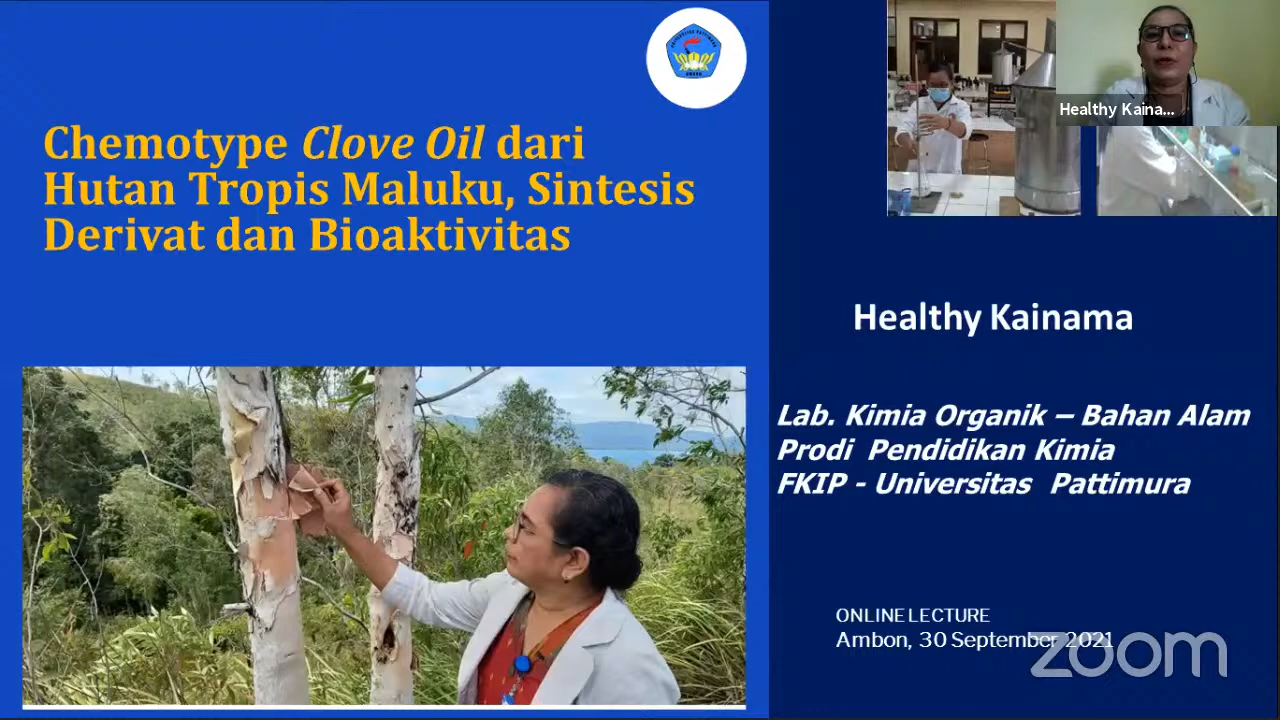 Chemotype Clove Oil dari
Hutan Tropis Maluku, Sintesis
Derivat dan Bioaktivitas
Healthy Kaina...
Healthy Kainama
Lab. Kimia Organik – Bahan Alam
Prodi Pendidikan Kimia
FKIP - Universitas Pattimura
ONLINE LECTURE
Ambon, 30 September 2021
zoom